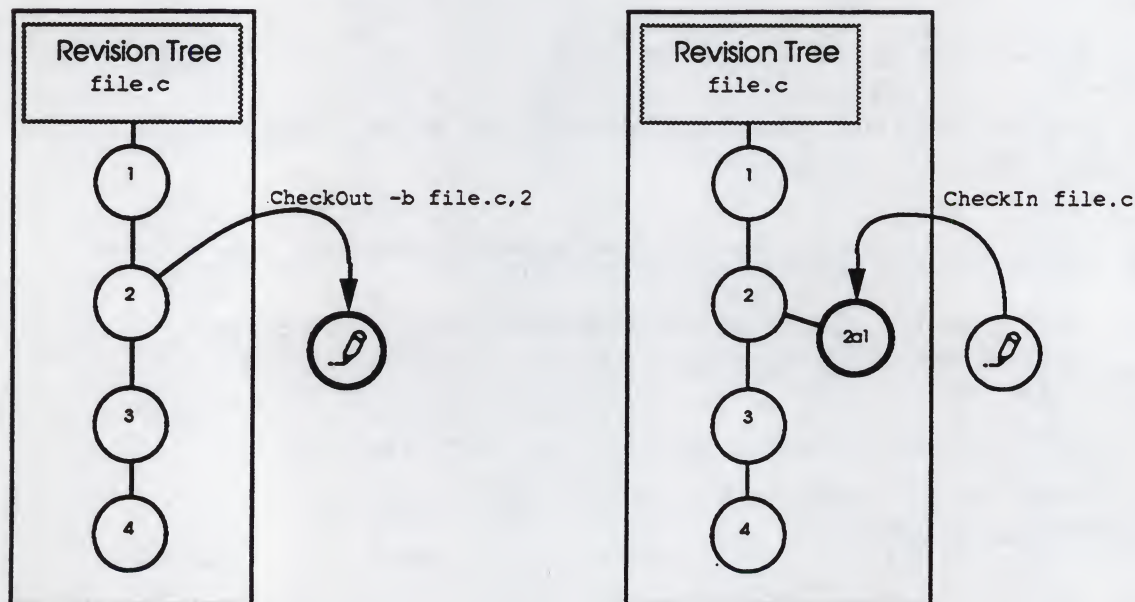 Revision Tree
file.c
1
CheckOut -b file.c,2
2
3
4
Revision Tree
file.c
1
CheckIn file.c
2
2a1
3
4